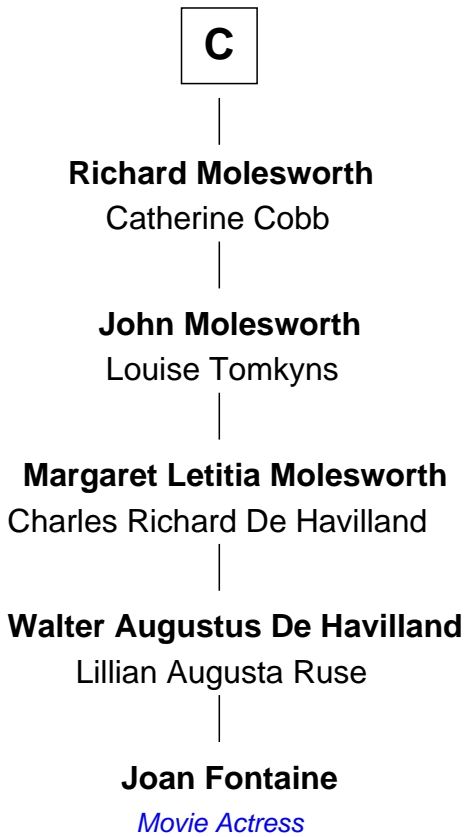 C
Richard Molesworth
Catherine Cobb
John Molesworth
Louise Tomkyns
Margaret Letitia Molesworth
Charles Richard De Havilland
Walter Augustus De Havilland
Lillian Augusta Ruse
Joan Fontaine
Movie Actress